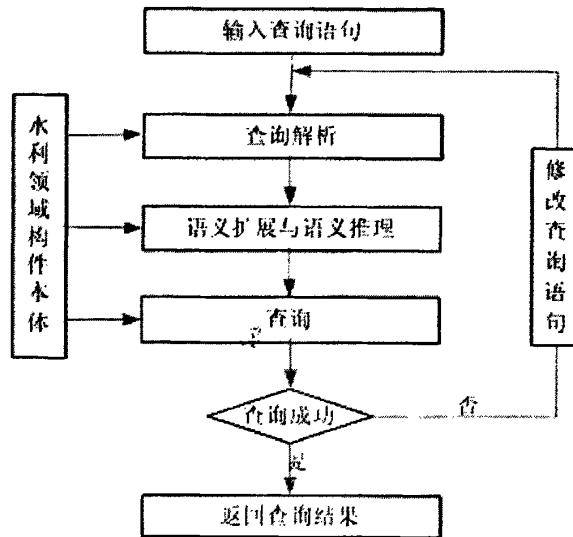 输入查询语句
水利领域构件本体
查询解析
修改查询语句
语义扩展与语义推理
查询
是
查询成功
否
是
返回查询结果